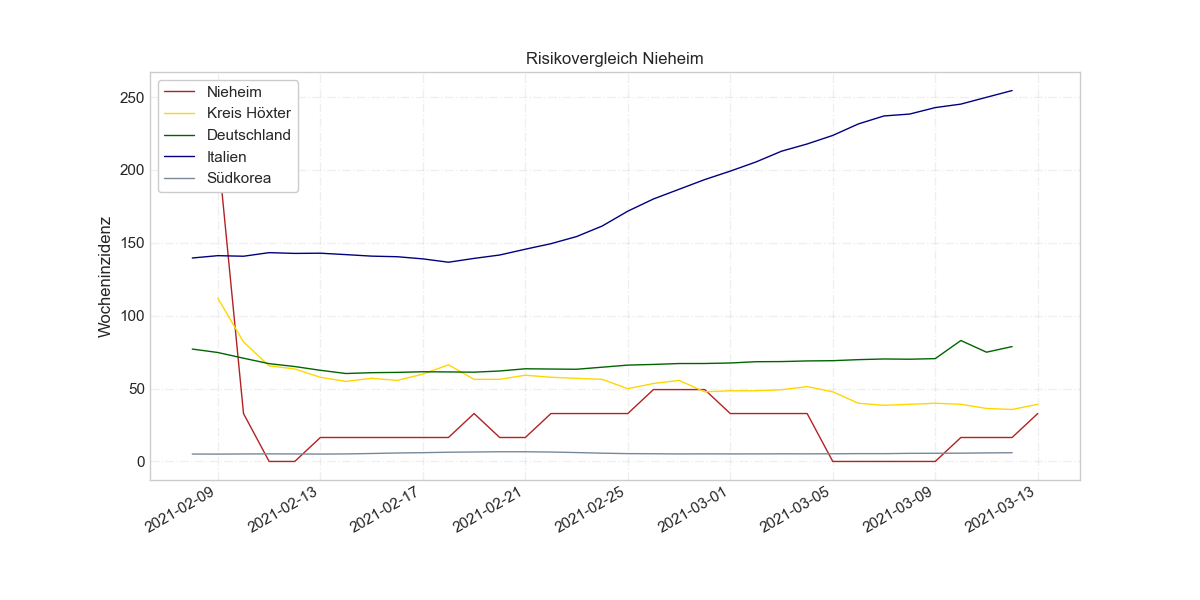 Risikovergleich Nieheim
Nieheim
Kreis Höxter
Deutschland
Italien
Südkorea
Wocheninzidenz
250
200
150
100
50
0
2021-02-09
2021-02-13
2021-02-17
2021-02-21
2021-02-25
2021-03-01
2021-03-05
2021-03-09
2021-03-13